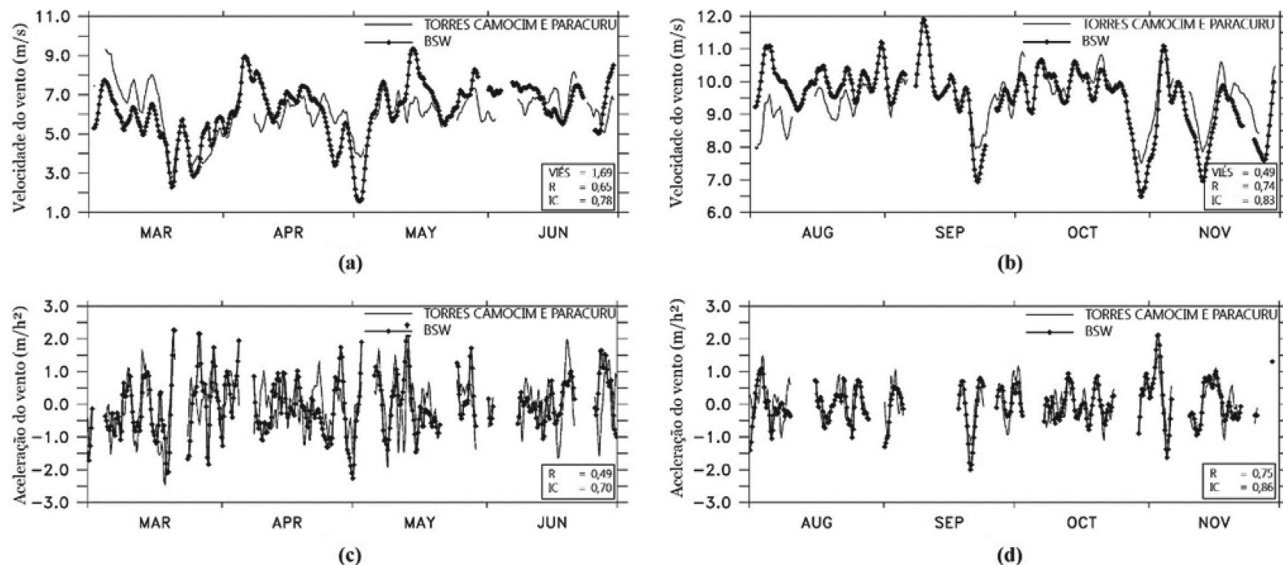 TORRES CAMOCIM E PARACURU
BSW
Velocidade do vento (m/s)
11.0
9.0
7.0
5.0
3.0
1.0
VIÉS = 1,69
R = 0,65
IC = 0,78
MAR APR MAY JUN
(a)
TORRES CAMOCIM E PARACURU
BSW
Velocidade do vento (m/s)
12.0
11.0
10.0
9.0
8.0
7.0
6.0
VIÉS = 0,49
R = 0,74
IC = 0,83
AUG SEP OCT NOV
(b)
TORRES CAMOCIM E PARACURU
BSW
Aceleração do vento (m/h²)
3.0
2.0
1.0
0.0
−1.0
−2.0
−3.0
R = 0,49
IC = 0,70
MAR APR MAY JUN
(c)
TORRES CAMOCIM E PARACURU
BSW
Aceleração do vento (m/h²)
3.0
2.0
1.0
0.0
−1.0
−2.0
−3.0
R = 0,75
IC = 0,86
AUG SEP OCT NOV
(d)